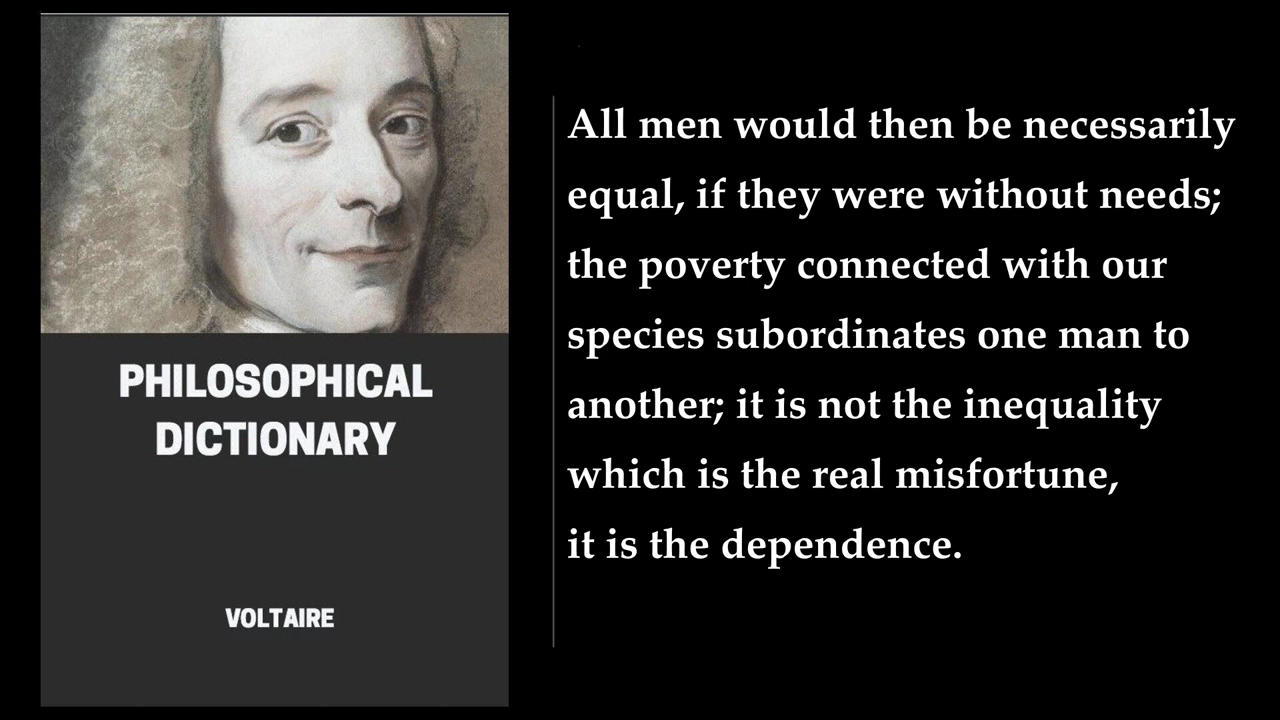 PHILOSOPHICAL
DICTIONARY
VOLTAIRE
All men would then be necessarily
equal, if they were without needs;
the poverty connected with our
species subordinates one man to
another; it is not the inequality
which is the real misfortune,
it is the dependence.